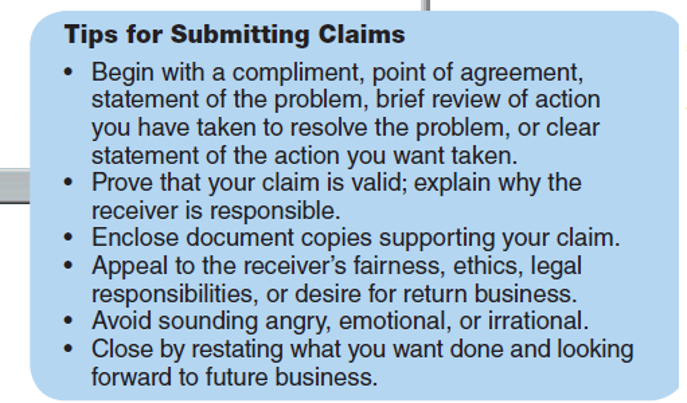 Tips for Submitting Claims
• Begin with a compliment, point of agreement,
statement of the problem, brief review of action
you have taken to resolve the problem, or clear
statement of the action you want taken.
• Prove that your claim is valid; explain why the
receiver is responsible.
• Enclose document copies supporting your claim.
• Appeal to the receiver’s fairness, ethics, legal
responsibilities, or desire for return business.
• Avoid sounding angry, emotional, or irrational.
• Close by restating what you want done and looking
forward to future business.